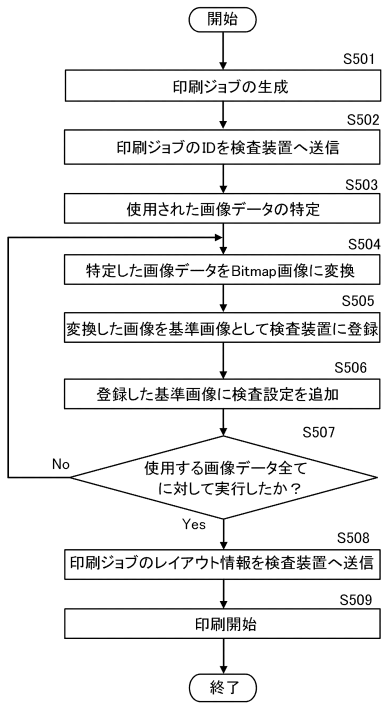 開始
S501
印刷ジョブの生成
S502
印刷ジョブのIDを検査装置へ送信
S503
使用された画像データの特定
S504
特定した画像データをBitmap画像に変換
S505
変換した画像を基準画像として検査装置に登録
S506
登録した基準画像に検査設定を追加
S507
使用する画像データ全て
に対して実行したか？
No
Yes
S508
印刷ジョブのレイアウト情報を検査装置へ送信
S509
印刷開始
終了